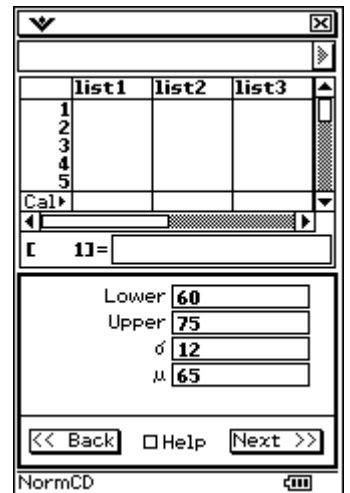 list1 list2 list3
1
2
3
4
5
Cal▸
[ 1]=
Lower 60
Upper 75
σ 12
μ 65
<< Back Help Next >>
NormCD